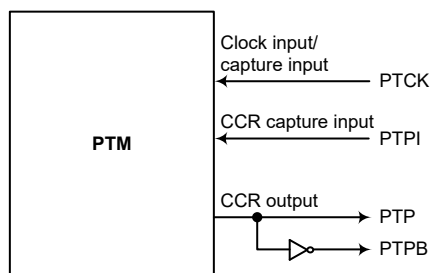 Clock input/
capture input
PTCK
CCR capture input
PTPI
PTM
CCR output
PTP
PTPB